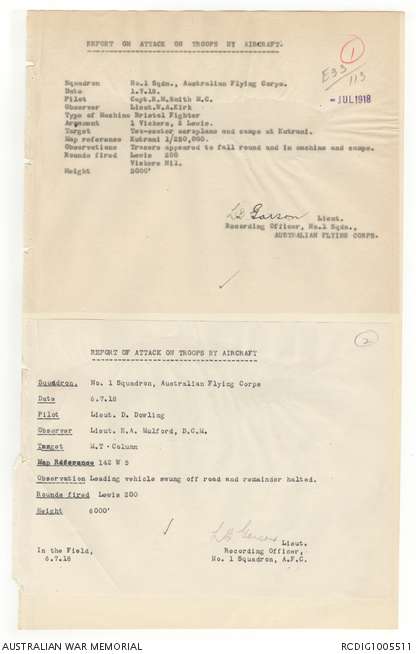 REPORT ON ATTACK ON TROOPS BY AIRCRAFT.
1
E93
113
- JUL 1918
Squadron No.1 Sqdn., Australian Flying Corps.
Date 1.7.18.
Pilot Capt.R.M.Smith M.C.
Observer Lieut.W.A.Kirk
Type of Machine Bristol Fighter
Armament 1 Vickers, 2 Lewis.
Target Two-seater aeroplane and camps at Kutrani.
Map reference Kutrani 1/250,000.
Observations Tracers appeared to fall round and in machine and camps.
Rounds fired Lewis 200
Vickers Nil.
Height 2000'
Lieut.
Recording Officer, No.1 Sqdn.,
AUSTRALIAN FLYING CORPS.
2
REPORT OF ATTACK ON TROOPS BY AIRCRAFT
Squadron. No. 1 Squadron, Australian Flying Corps
Date 6.7.18
Pilot Lieut. D. Dowling
Observer Lieut. E.A. Mulford, D.C.M.
Target M.T. Column
Map Reference 142 W 5
Observation Leading vehicle swung off road and remainder halted.
Rounds fired Lewis 200
Height 6000'
Lieut.
In the Field, Recording Officer,
6.7.18 No. 1 Squadron, A.F.C.
AUSTRALIAN WAR MEMORIAL RCDIG1005511